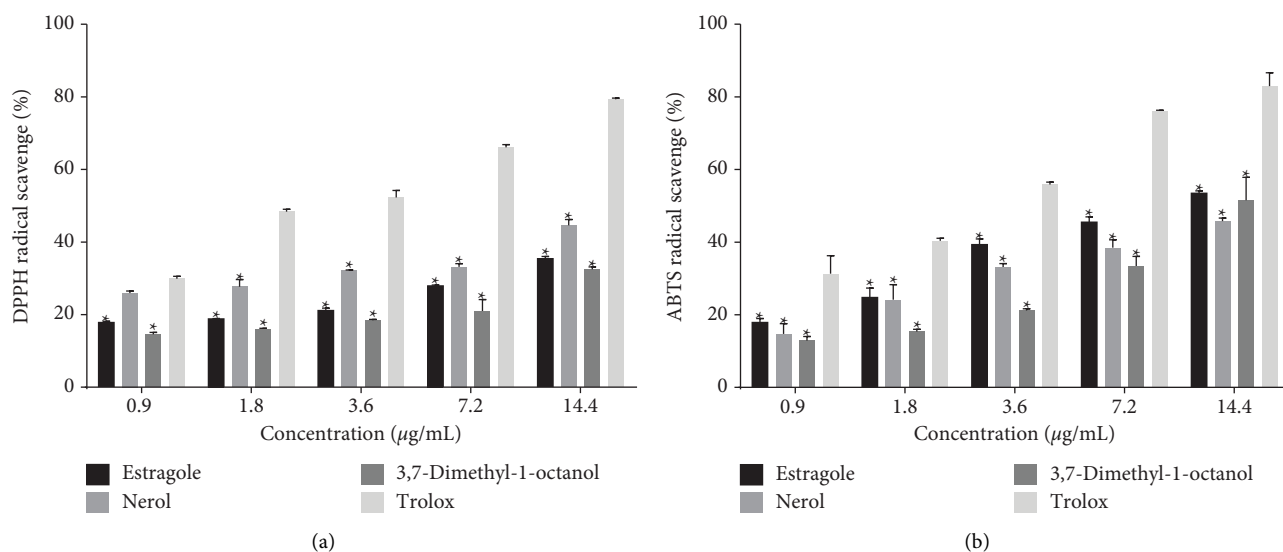 100
80
60
40
20
0
DPPH radical scavenge (%)
* * * * * * * * * * * * * *
0.9 1.8 3.6 7.2 14.4
Concentration (μg/mL)
Estragole
Nerol
3,7-Dimethyl-1-octanol
Trolox
(a)
100
80
60
40
20
0
ABTS radical scavenge (%)
* * * * * * * * * * * * * * *
0.9 1.8 3.6 7.2 14.4
Concentration (μg/mL)
Estragole
Nerol
3,7-Dimethyl-1-octanol
Trolox
(b)